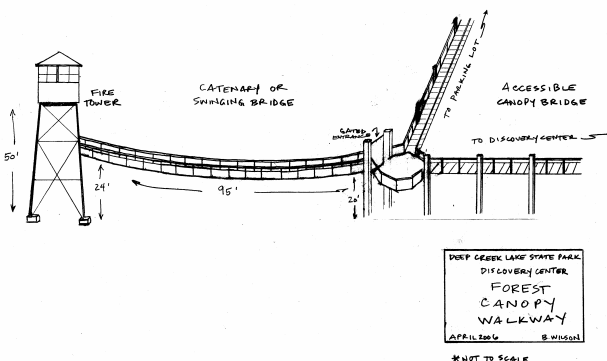 FIRE
TOWER
CATENARY OR
SWINGING BRIDGE
GATED
ENTRANCE
TO PARKING LOT
ACCESSIBLE
CANOPY BRIDGE
TO DISCOVERY CENTER
50'
24'
95'
20'
DEEP CREEK LAKE STATE PARK
DISCOVERY CENTER
FOREST
CANOPY
WALKWAY
APRIL 2006 B WILSON
*NOT TO SCALE